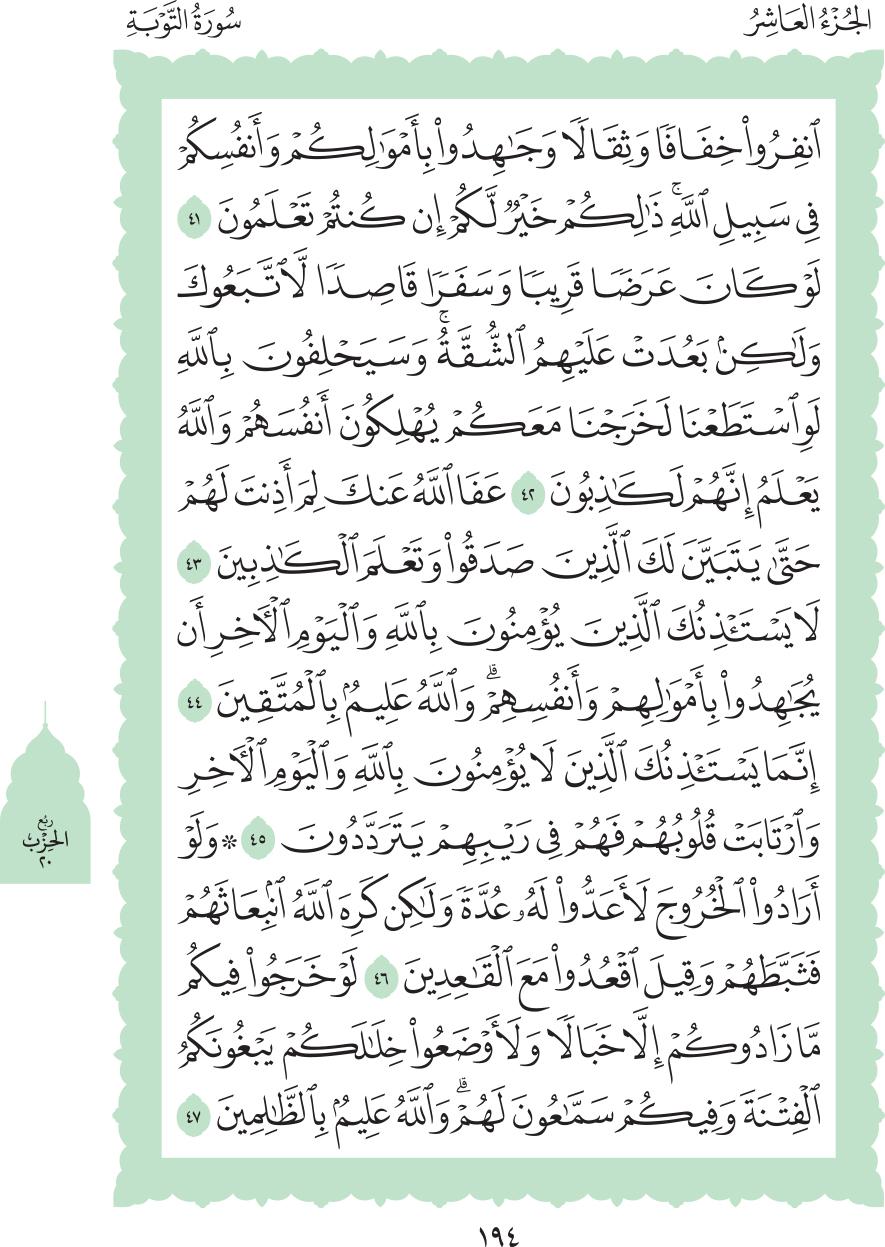 الجُزْءُ العَاشِرُ
سُورَةُ التَّوْبَةِ
ٱنفِرُواْ خِفَافٗا وَثِقَالٗا وَجَٰهِدُواْ بِأَمۡوَٰلِكُمۡ وَأَنفُسِكُمۡ
فِي سَبِيلِ ٱللَّهِۚ ذَٰلِكُمۡ خَيۡرٞ لَّكُمۡ إِن كُنتُمۡ تَعۡلَمُونَ ٤١
لَوۡ كَانَ عَرَضٗا قَرِيبٗا وَسَفَرٗا قَاصِدٗا لَّٱتَّبَعُوكَ
وَلَٰكِنۢ بَعُدَتۡ عَلَيۡهِمُ ٱلشُّقَّةُۚ وَسَيَحۡلِفُونَ بِٱللَّهِ
لَوِ ٱسۡتَطَعۡنَا لَخَرَجۡنَا مَعَكُمۡ يُهۡلِكُونَ أَنفُسَهُمۡ وَٱللَّهُ
يَعۡلَمُ إِنَّهُمۡ لَكَٰذِبُونَ ٤٢ عَفَا ٱللَّهُ عَنكَ لِمَ أَذِنتَ لَهُمۡ
حَتَّىٰ يَتَبَيَّنَ لَكَ ٱلَّذِينَ صَدَقُواْ وَتَعۡلَمَ ٱلۡكَٰذِبِينَ ٤٣
لَا يَسۡتَـٔۡذِنُكَ ٱلَّذِينَ يُؤۡمِنُونَ بِٱللَّهِ وَٱلۡيَوۡمِ ٱلۡأٓخِرِ أَن
يُجَٰهِدُواْ بِأَمۡوَٰلِهِمۡ وَأَنفُسِهِمۡۗ وَٱللَّهُ عَلِيمُۢ بِٱلۡمُتَّقِينَ ٤٤
إِنَّمَا يَسۡتَـٔۡذِنُكَ ٱلَّذِينَ لَا يُؤۡمِنُونَ بِٱللَّهِ وَٱلۡيَوۡمِ ٱلۡأٓخِرِ
وَٱرۡتَابَتۡ قُلُوبُهُمۡ فَهُمۡ فِي رَيۡبِهِمۡ يَتَرَدَّدُونَ ٤٥ * وَلَوۡ
أَرَادُواْ ٱلۡخُرُوجَ لَأَعَدُّواْ لَهُۥ عُدَّةٗ وَلَٰكِن كَرِهَ ٱللَّهُ ٱنۢبِعَاثَهُمۡ
فَثَبَّطَهُمۡ وَقِيلَ ٱقۡعُدُواْ مَعَ ٱلۡقَٰعِدِينَ ٤٦ لَوۡ خَرَجُواْ فِيكُم
مَّا زَادُوكُمۡ إِلَّا خَبَالٗا وَلَأَوۡضَعُواْ خِلَٰلَكُمۡ يَبۡغُونَكُمُ
ٱلۡفِتۡنَةَ وَفِيكُمۡ سَمَّٰعُونَ لَهُمۡۗ وَٱللَّهُ عَلِيمُۢ بِٱلظَّٰلِمِينَ ٤٧
ربع
الحِزْب
٢٠
١٩٤